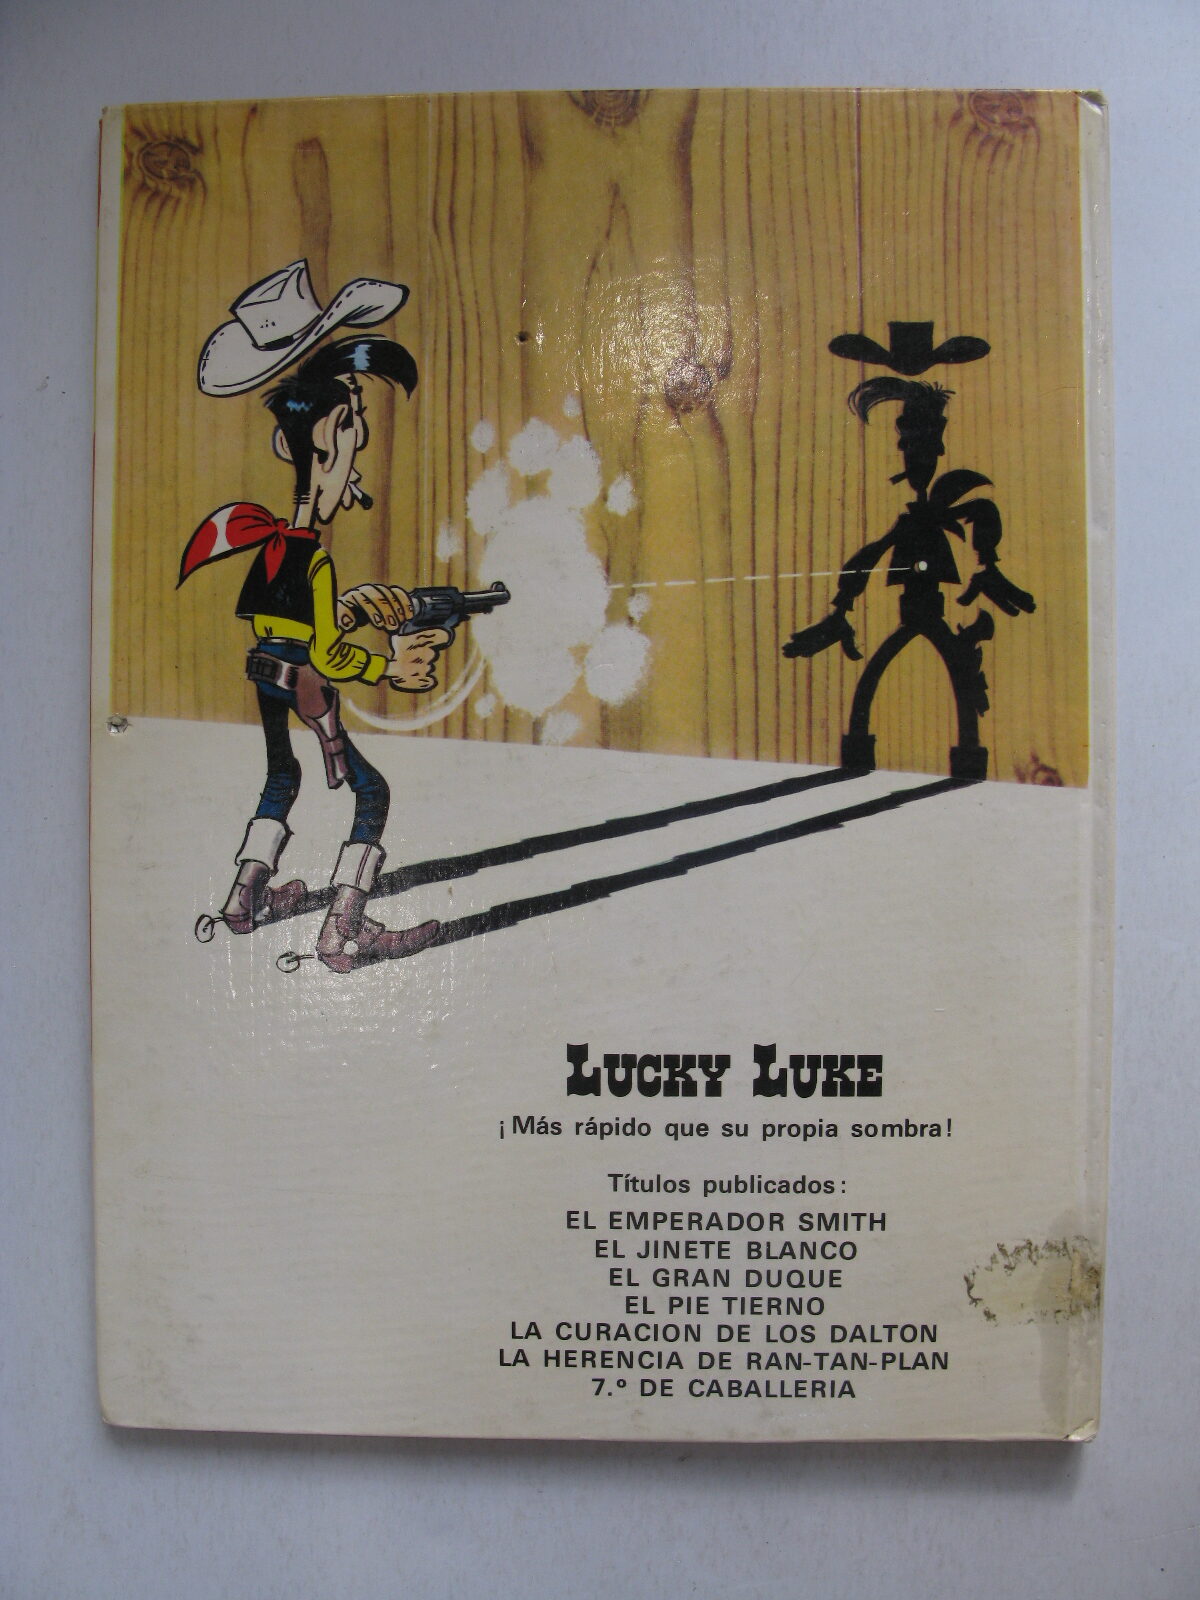 LUCKY LUKE
¡Más rápido que su propia sombra!
Títulos publicados:
EL EMPERADOR SMITH
EL JINETE BLANCO
EL GRAN DUQUE
EL PIE TIERNO
LA CURACION DE LOS DALTON
LA HERENCIA DE RAN-TAN-PLAN
7.º DE CABALLERIA